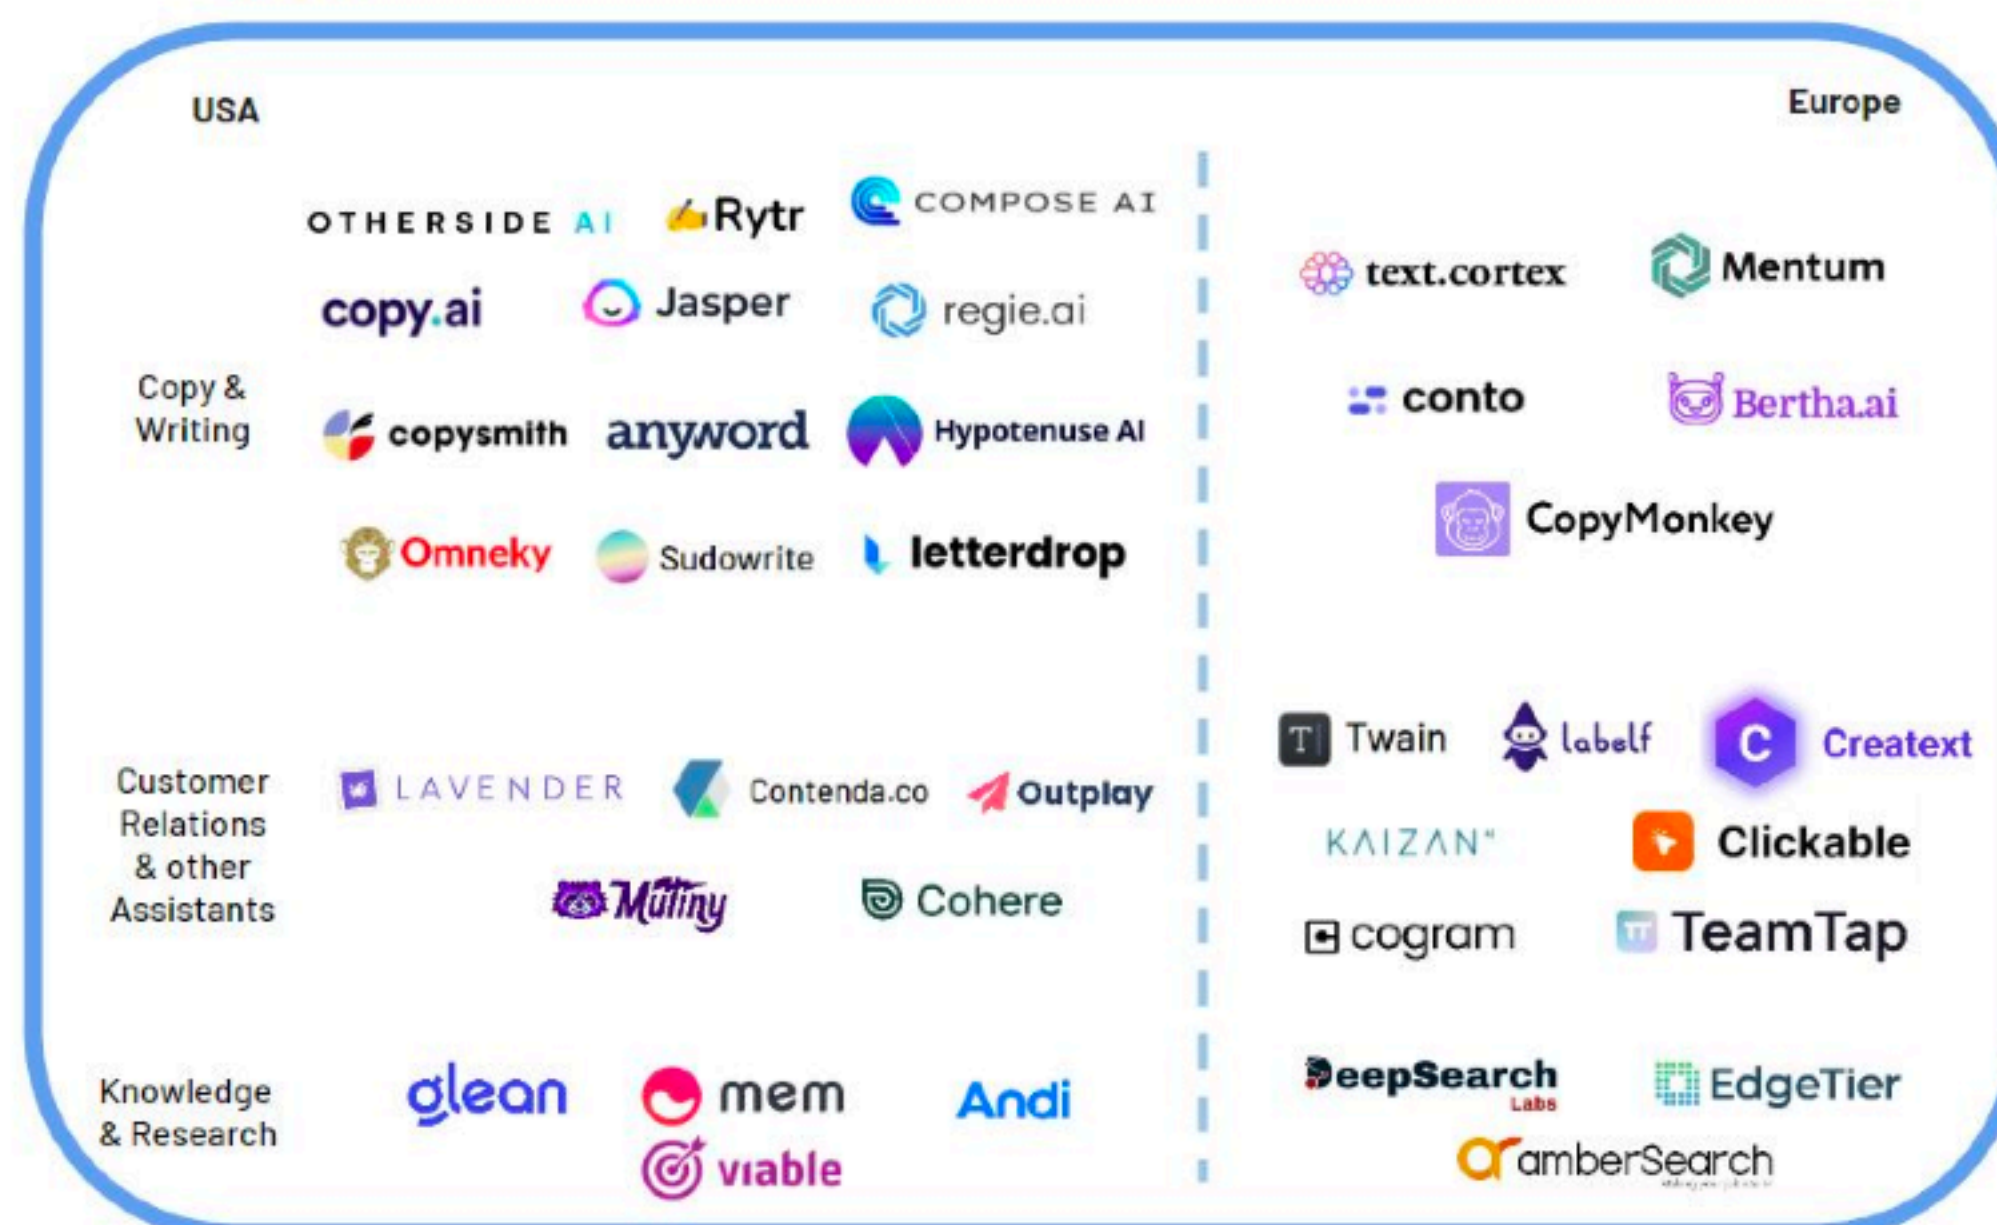 USA
Europe
OTHERSIDE AI
Rytr
COMPOSE AI
copy.ai
Jasper
regie.ai
Copy &
Writing
copysmith
anyword
Hypotenuse AI
Omneky
Sudowrite
letterdrop
text.cortex
Mentum
conto
Bertha.ai
CopyMonkey
Customer
Relations
& other
Assistants
LAVENDER
Contenda.co
Outplay
Mutiny
Cohere
T
Twain
labelf
C
Creatext
KAIZAN
Clickable
cogram
TT
TeamTap
Knowledge
& Research
glean
mem
Andi
viable
DeepSearch
Labs
EdgeTier
amberSearch